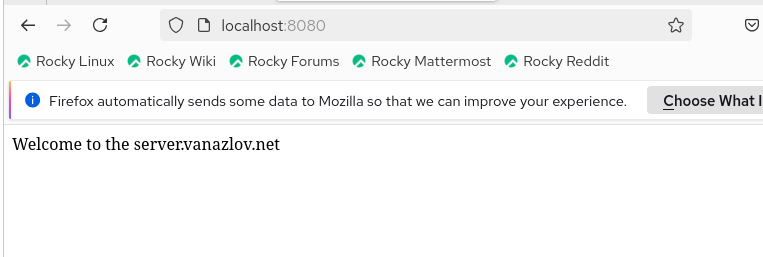 localhost:8080
Rocky Linux Rocky Wiki Rocky Forums Rocky Mattermost Rocky Reddit
Firefox automatically sends some data to Mozilla so that we can improve your experience. Choose What I
Welcome to the server.vanazlov.net